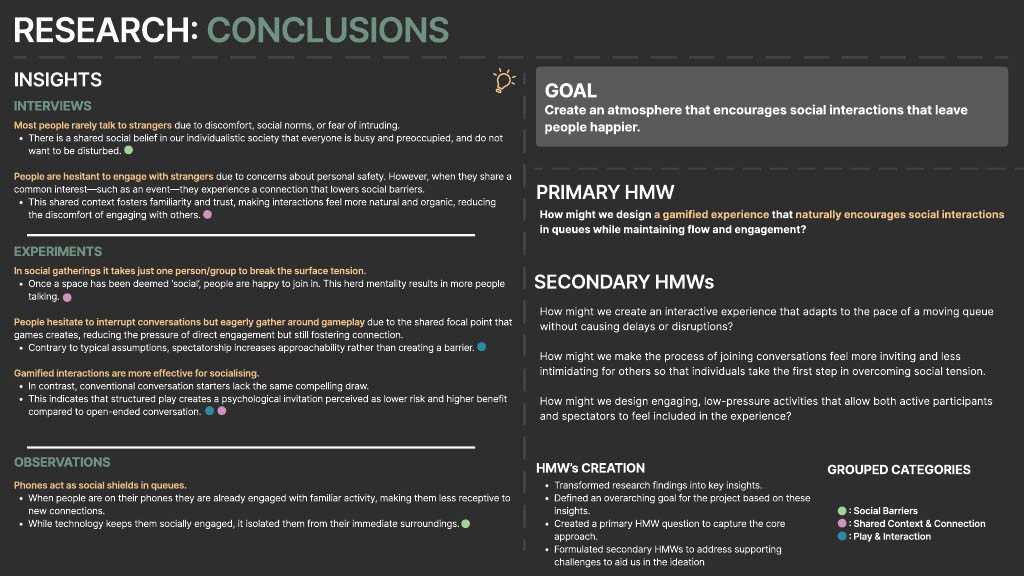 RESEARCH: CONCLUSIONS
INSIGHTS
INTERVIEWS
Most people rarely talk to strangers due to discomfort, social norms, or fear of intruding.
• There is a shared social belief in our individualistic society that everyone is busy and preoccupied, and do not
want to be disturbed.
People are hesitant to engage with strangers due to concerns about personal safety. However, when they share a
common interest—such as an event—they experience a connection that lowers social barriers.
• This shared context fosters familiarity and trust, making interactions feel more natural and organic, reducing
the discomfort of engaging with others.
EXPERIMENTS
In social gatherings it takes just one person/group to break the surface tension.
• Once a space has been deemed ‘social’, people are happy to join in. This herd mentality results in more people
talking.
People hesitate to interrupt conversations but eagerly gather around gameplay due to the shared focal point that
games creates, reducing the pressure of direct engagement but still fostering connection.
• Contrary to typical assumptions, spectatorship increases approachability rather than creating a barrier.
Gamified interactions are more effective for socialising.
• In contrast, conventional conversation starters lack the same compelling draw.
• This indicates that structured play creates a psychological invitation perceived as lower risk and higher benefit
compared to open-ended conversation.
OBSERVATIONS
Phones act as social shields in queues.
• When people are on their phones they are already engaged with familiar activity, making them less receptive to
new connections.
• While technology keeps them socially engaged, it isolated them from their immediate surroundings.
GOAL
Create an atmosphere that encourages social interactions that leave
people happier.
PRIMARY HMW
How might we design a gamified experience that naturally encourages social interactions
in queues while maintaining flow and engagement?
SECONDARY HMWs
How might we create an interactive experience that adapts to the pace of a moving queue
without causing delays or disruptions?
How might we make the process of joining conversations feel more inviting and less
intimidating for others so that individuals take the first step in overcoming social tension.
How might we design engaging, low-pressure activities that allow both active participants
and spectators to feel included in the experience?
HMW's CREATION
• Transformed research findings into key insights.
• Defined an overarching goal for the project based on these
insights.
• Created a primary HMW question to capture the core
approach.
• Formulated secondary HMWs to address supporting
challenges to aid us in the ideation
GROUPED CATEGORIES
: Social Barriers
: Shared Context & Connection
: Play & Interaction